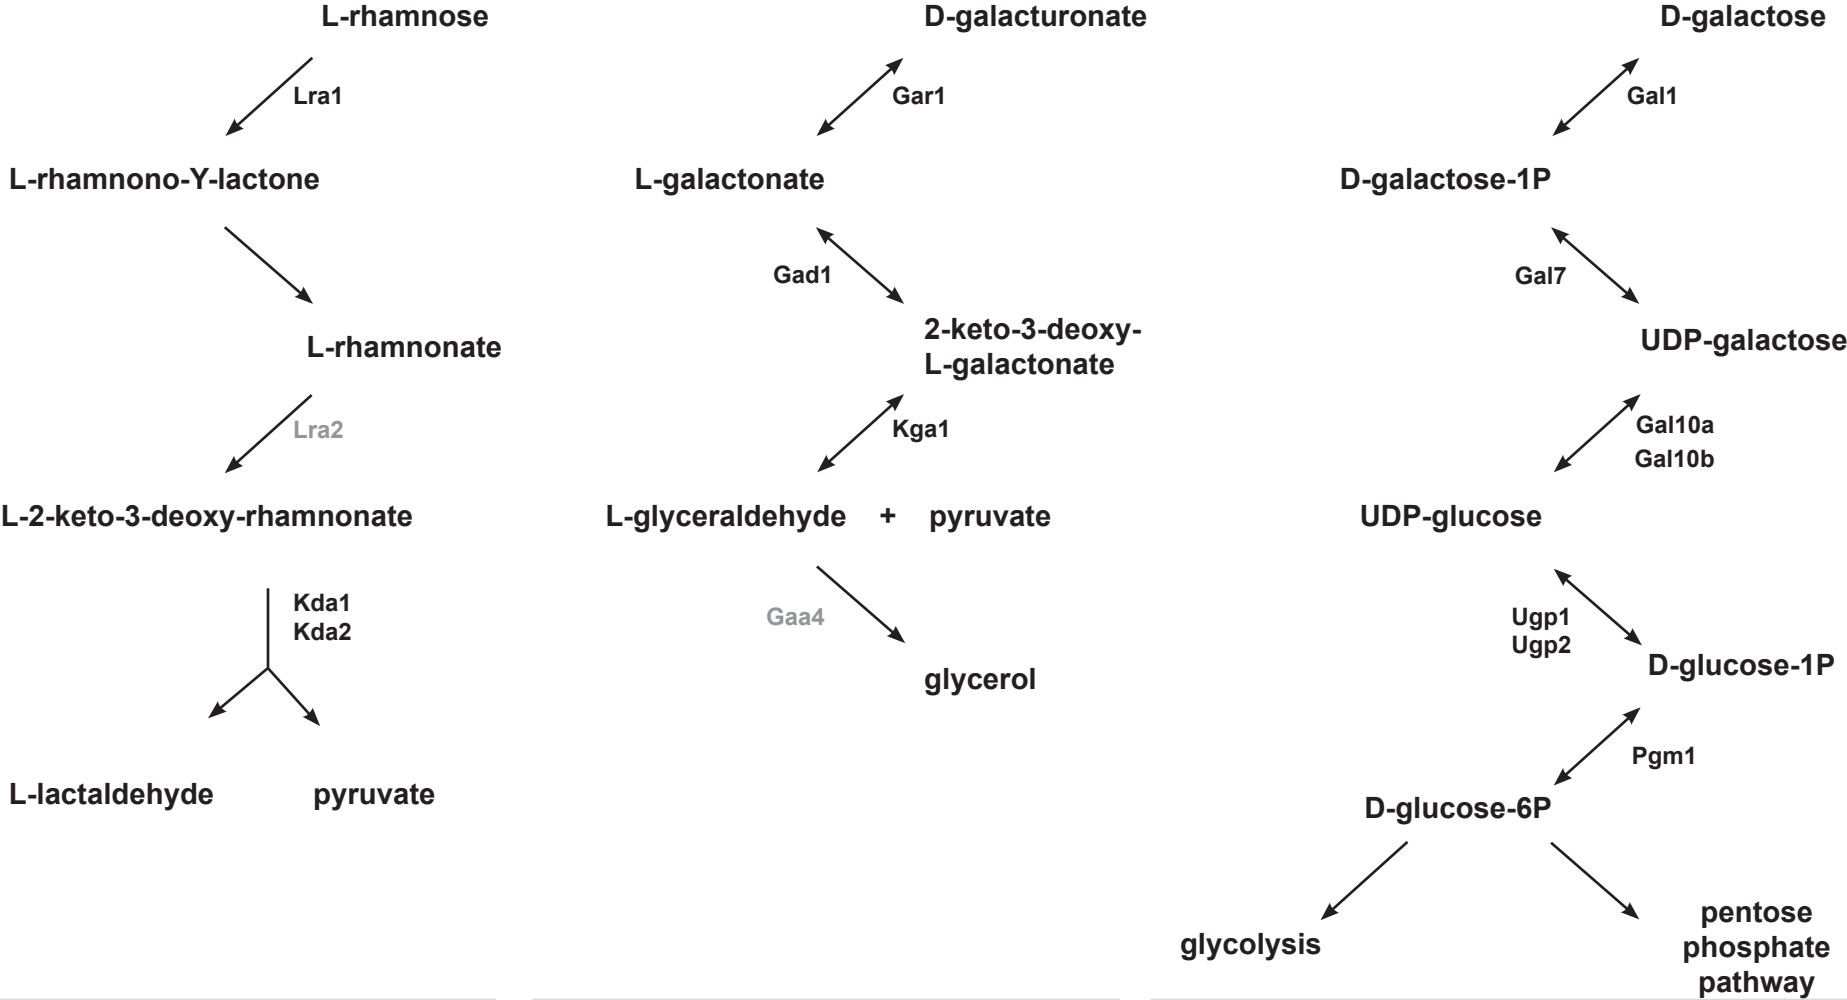 L-rhamnose
Lra1
L-rhamnono-Y-lactone
L-rhamnonate
Lra2
L-2-keto-3-deoxy-rhamnonate
Kda1
Kda2
L-lactaldehyde
pyruvate
D-galacturonate
Gar1
L-galactonate
Gad1
2-keto-3-deoxy-
L-galactonate
Kga1
L-glyceraldehyde + pyruvate
Gaa4
glycerol
D-galactose
Gal1
D-galactose-1P
Gal7
UDP-galactose
Gal10a
Gal10b
UDP-glucose
Ugp1
Ugp2
D-glucose-1P
Pgm1
D-glucose-6P
glycolysis
pentose
phosphate
pathway